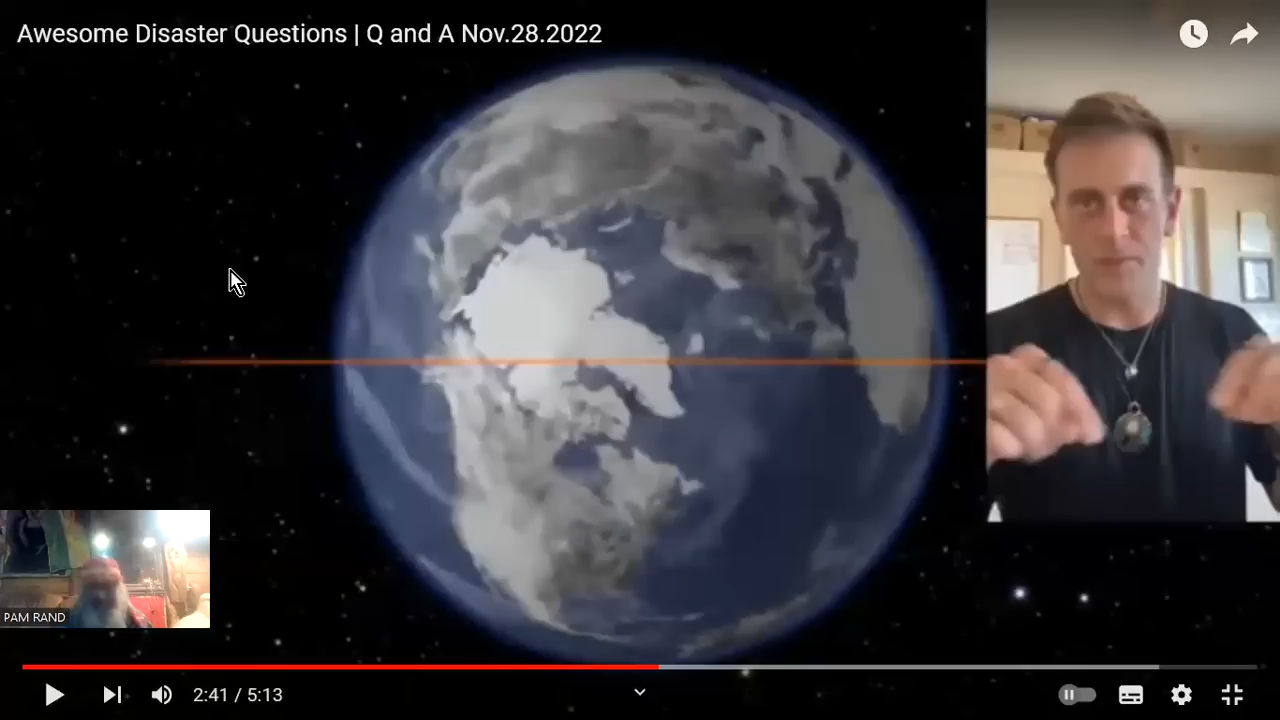 Awesome Disaster Questions | Q and A Nov.28.2022
PAM RAND
2:41 / 5:13